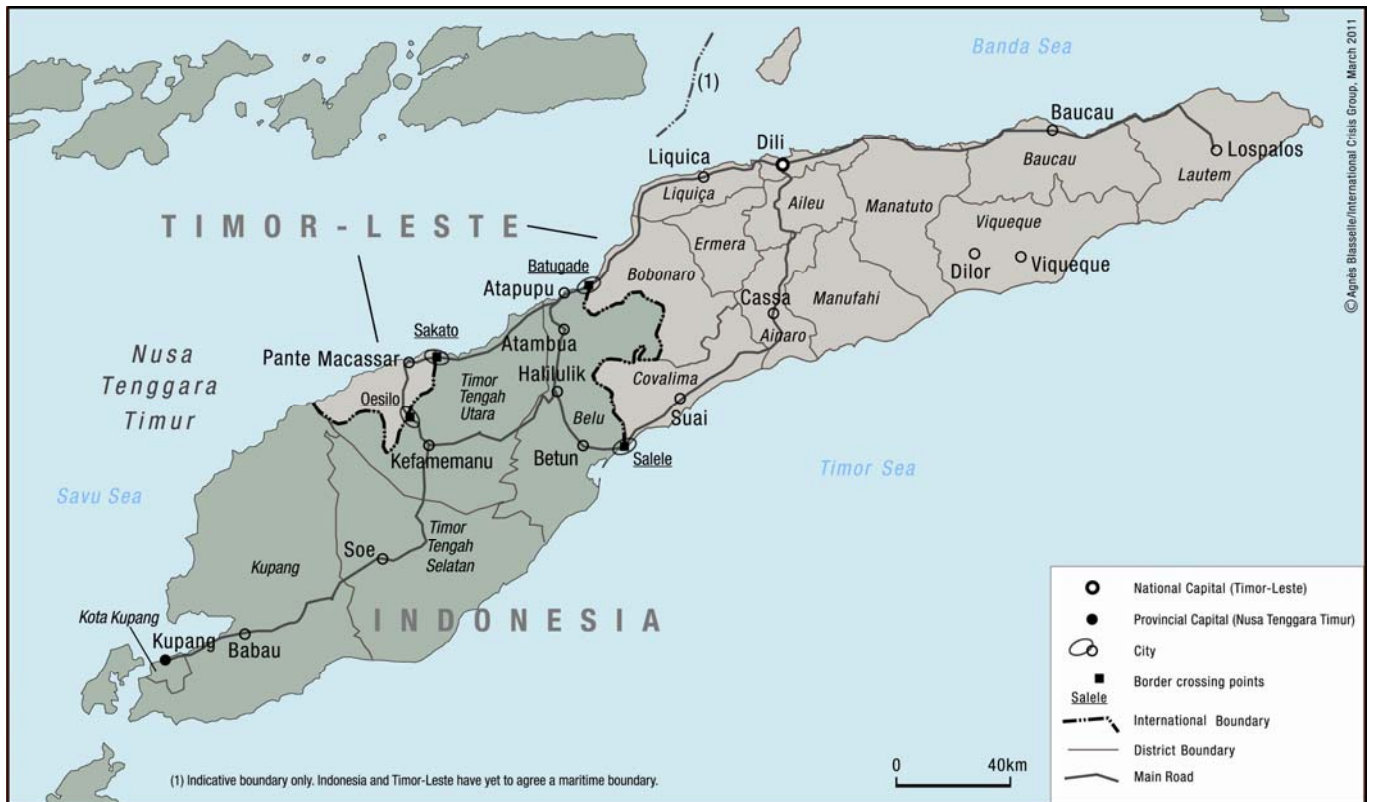 Banda Sea
© Agnès Blasselle/International Crisis Group, March 2011
(1)
Baucau
Dili
Liquica
Lospalos
Baucau
Lautem
Liquiça
Aileu
Manatuto
TIMOR-LESTE
Viqueque
Ermera
Dilor
Viqueque
Batugade
Bobonaro
Atapupu
Cassa
Manufahi
Sakato
Ainaro
Nusa
Tenggara
Timur
Pante Macassar
Atambua
Halilulik
Covalima
Timor
Tengah
Utara
Oesilo
Belu
Suai
Kefamemanu
Betun
Salele
Timor Sea
Savu Sea
Timor
Tengah
Selatan
Soe
Kupang
INDONESIA
Kota Kupang
Kupang
Babau
National Capital (Timor-Leste)
Provincial Capital (Nusa Tenggara Timur)
City
Border crossing points
Salele
International Boundary
District Boundary
Main Road
0 40km
(1) Indicative boundary only. Indonesia and Timor-Leste have yet to agree a maritime boundary.